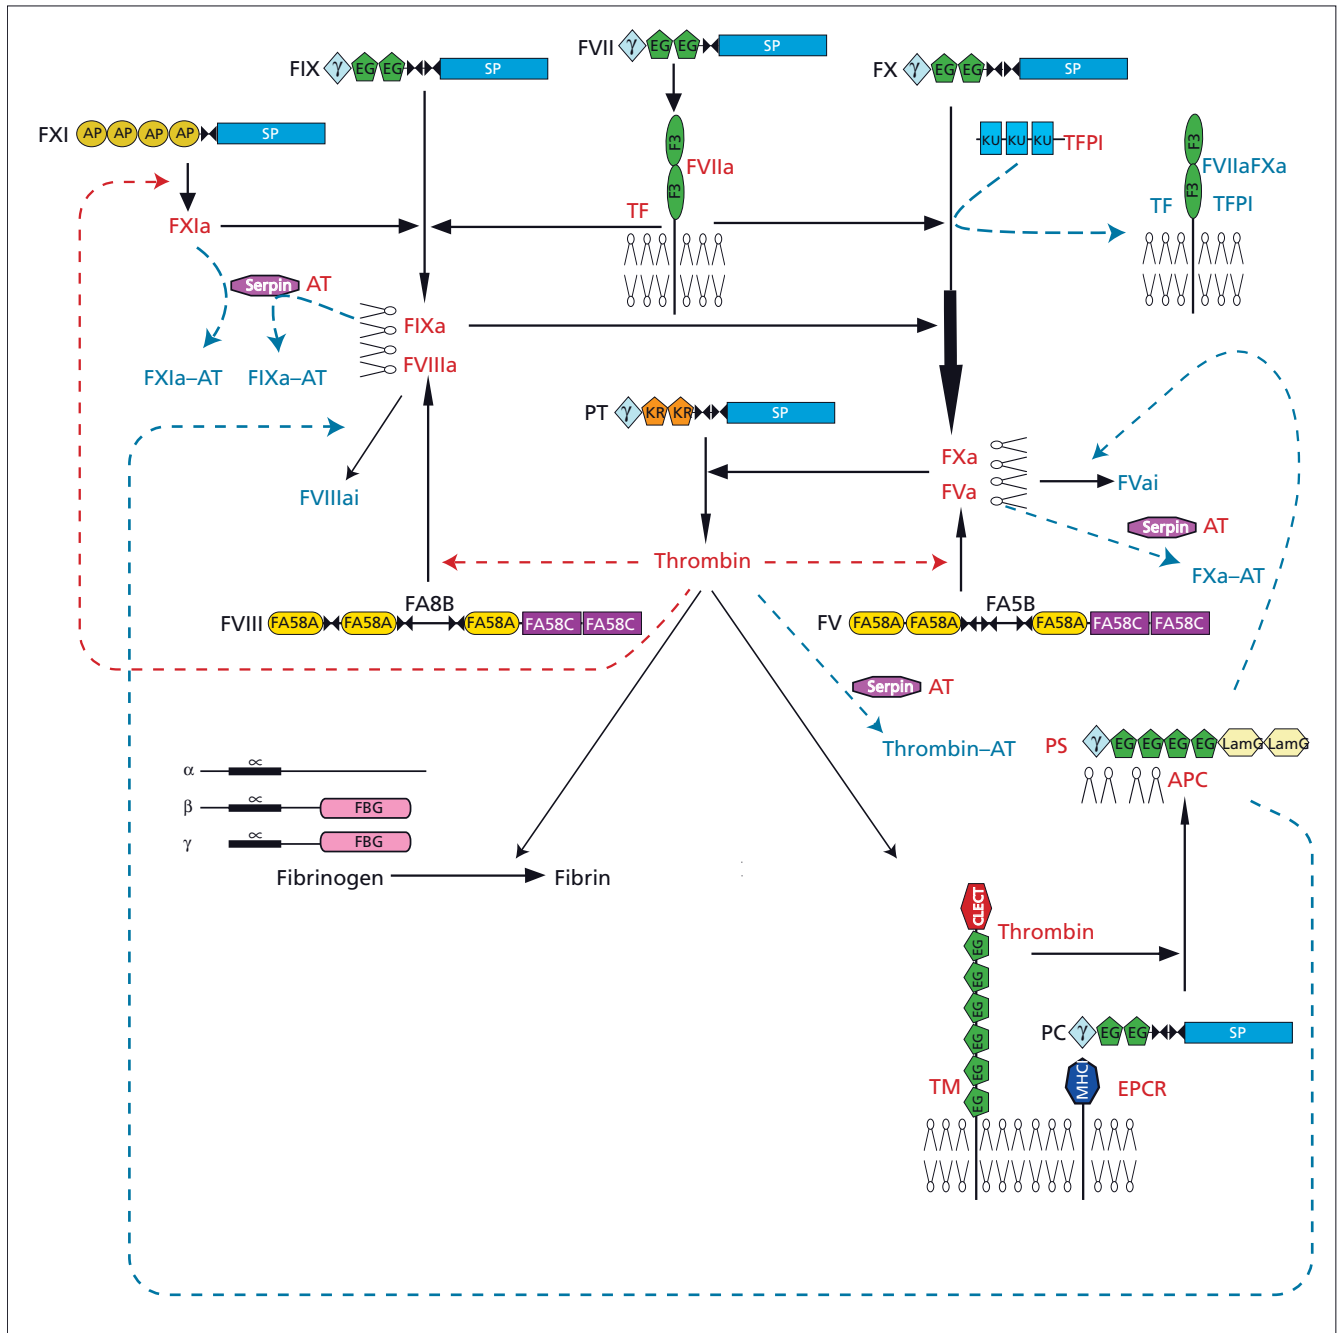 FVII γ EG EG SP
FIX γ EG EG SP
FX γ EG EG SP
FXI AP AP AP AP SP
F3
FVIIa
F3
TF
KU KU KU TFPI
F3
FVIIaFXa
F3
TF TFPI
FXIa
Serpin AT
FIXa
FVIIIa
FXIa–AT FIXa–AT
PT γ KR KR SP
FXa
FVa
FVai
FVIIIai
Serpin AT
FXa–AT
Thrombin
FA8B
FVIII FA58A FA58A FA58A FA58C FA58C
FA5B
FV FA58A FA58A FA58A FA58C FA58C
Serpin AT
Thrombin–AT
PS γ EG EG EG EG LamG LamG
APC
α ∝
β ∝ FBG
γ ∝ FBG
Fibrinogen Fibrin
CLECT
Thrombin
EG
EG
EG
EG
EG
EG
TM
PC γ EG EG SP
MHCI
EPCR